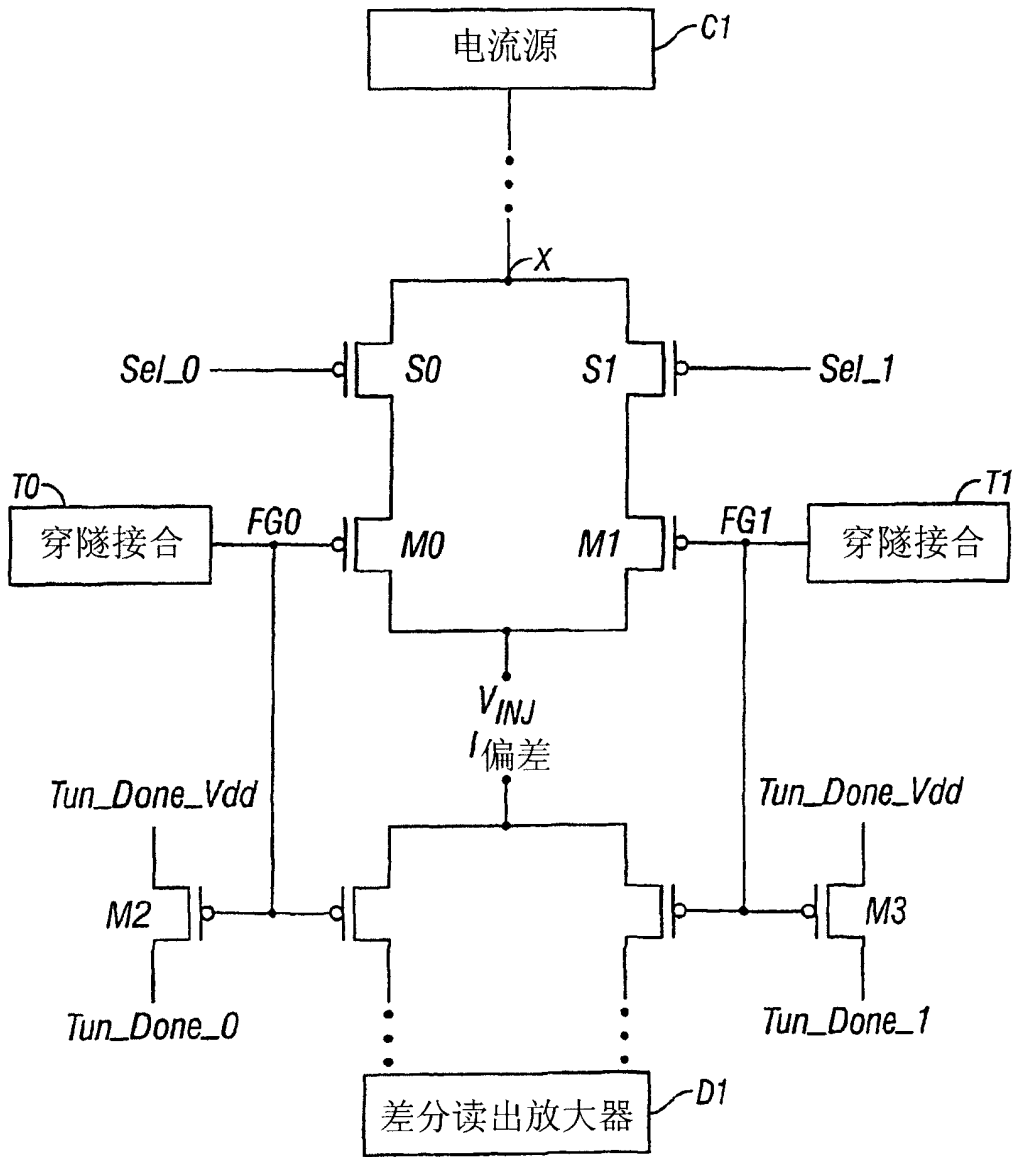 电流源
C1
X
Sel_0
S0
S1
Sel_1
T0
穿隧接合
FG0
M0
M1
FG1
T1
穿隧接合
VINJ
I偏差
Tun_Done_Vdd
Tun_Done_Vdd
M2
M3
Tun_Done_0
Tun_Done_1
差分读出放大器
D1